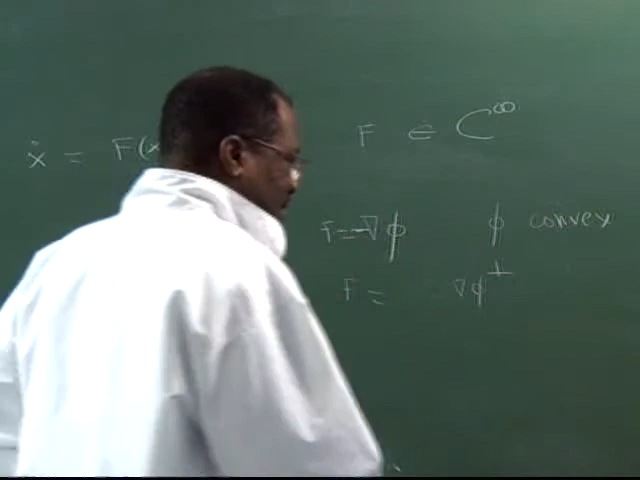 ẋ = F(x
F ∈ C^∞
F = -∇ϕ ϕ convex
F = ∇ϕ^⊥